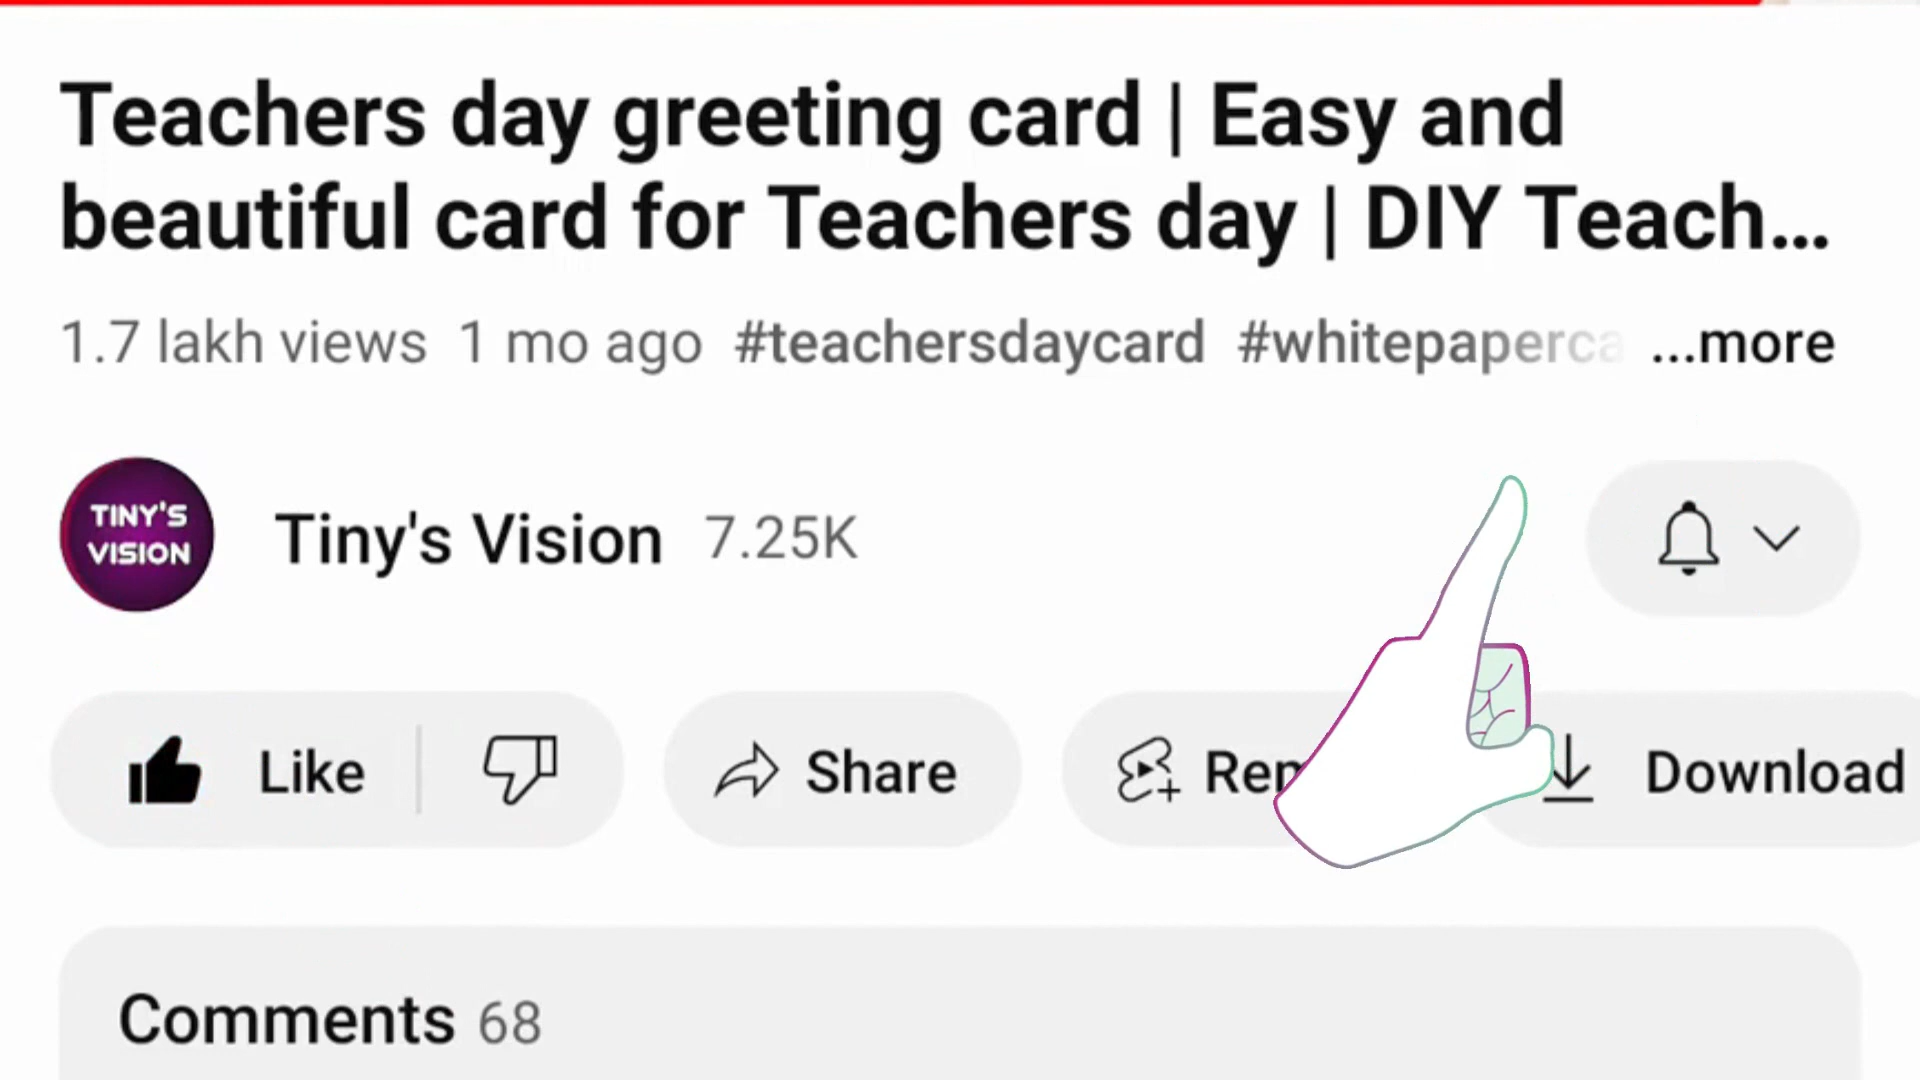 Teachers day greeting card | Easy and
beautiful card for Teachers day | DIY Teach...
1.7 lakh views 1 mo ago #teachersdaycard #whitepaperca ...more
TINY'S
VISION
Tiny's Vision 7.25K
Like Share Download
Comments 68